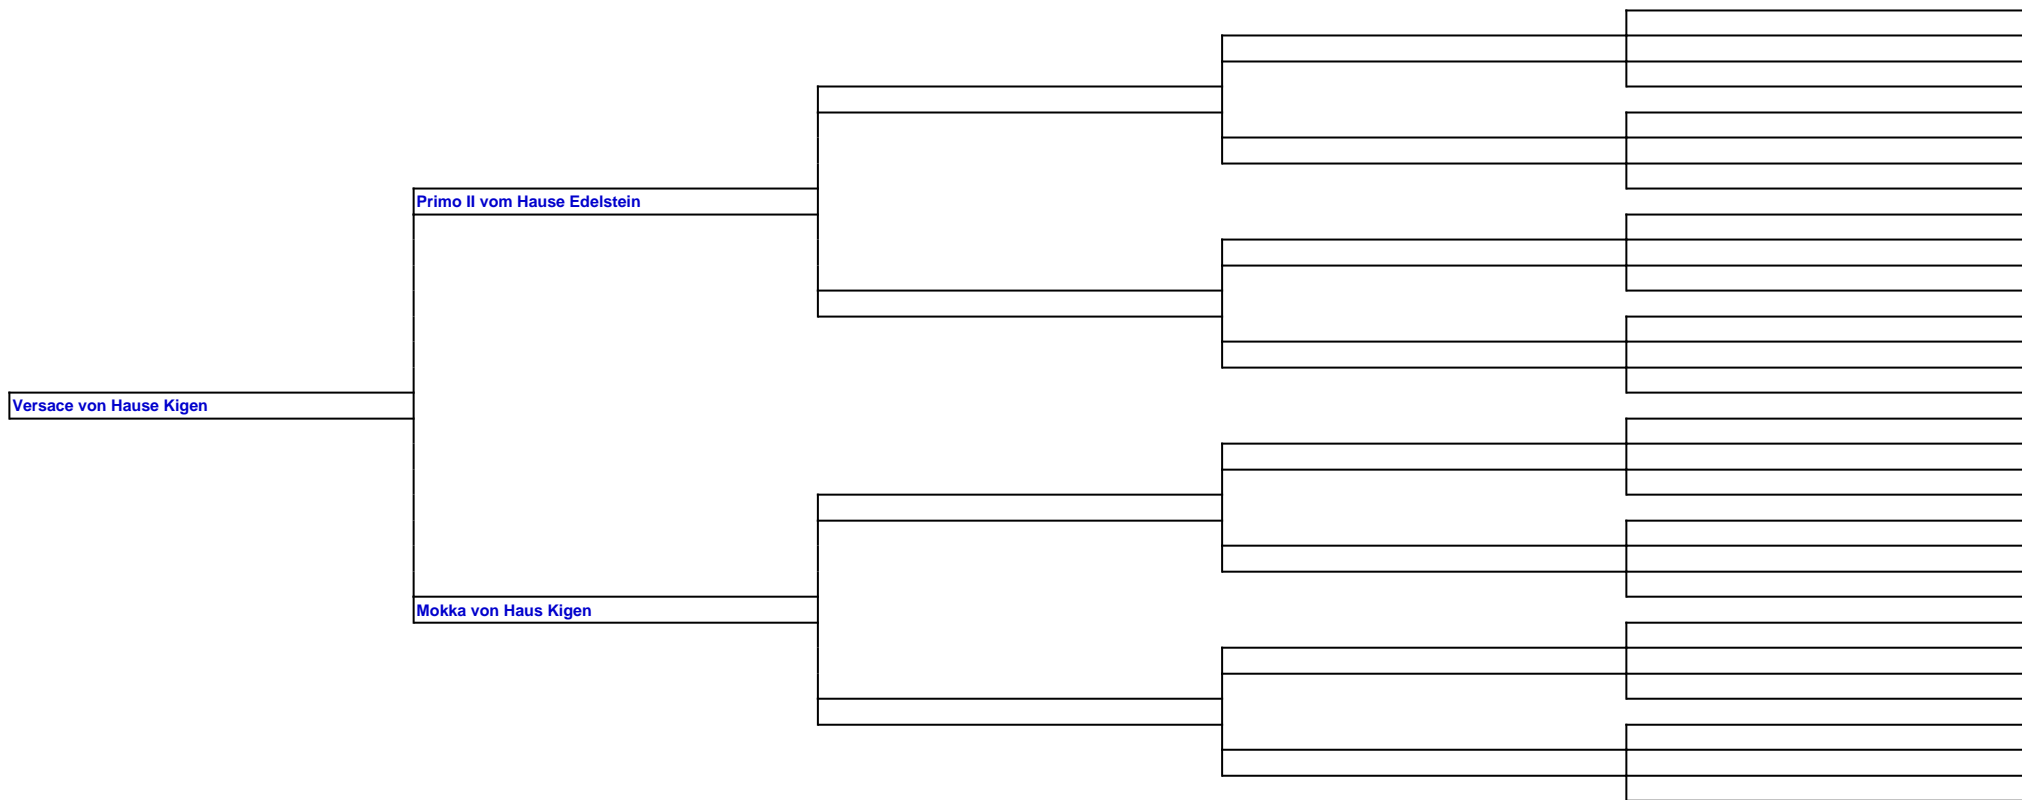 Primo II vom Hause Edelstein
Versace von Hause Kigen
Mokka von Haus Kigen